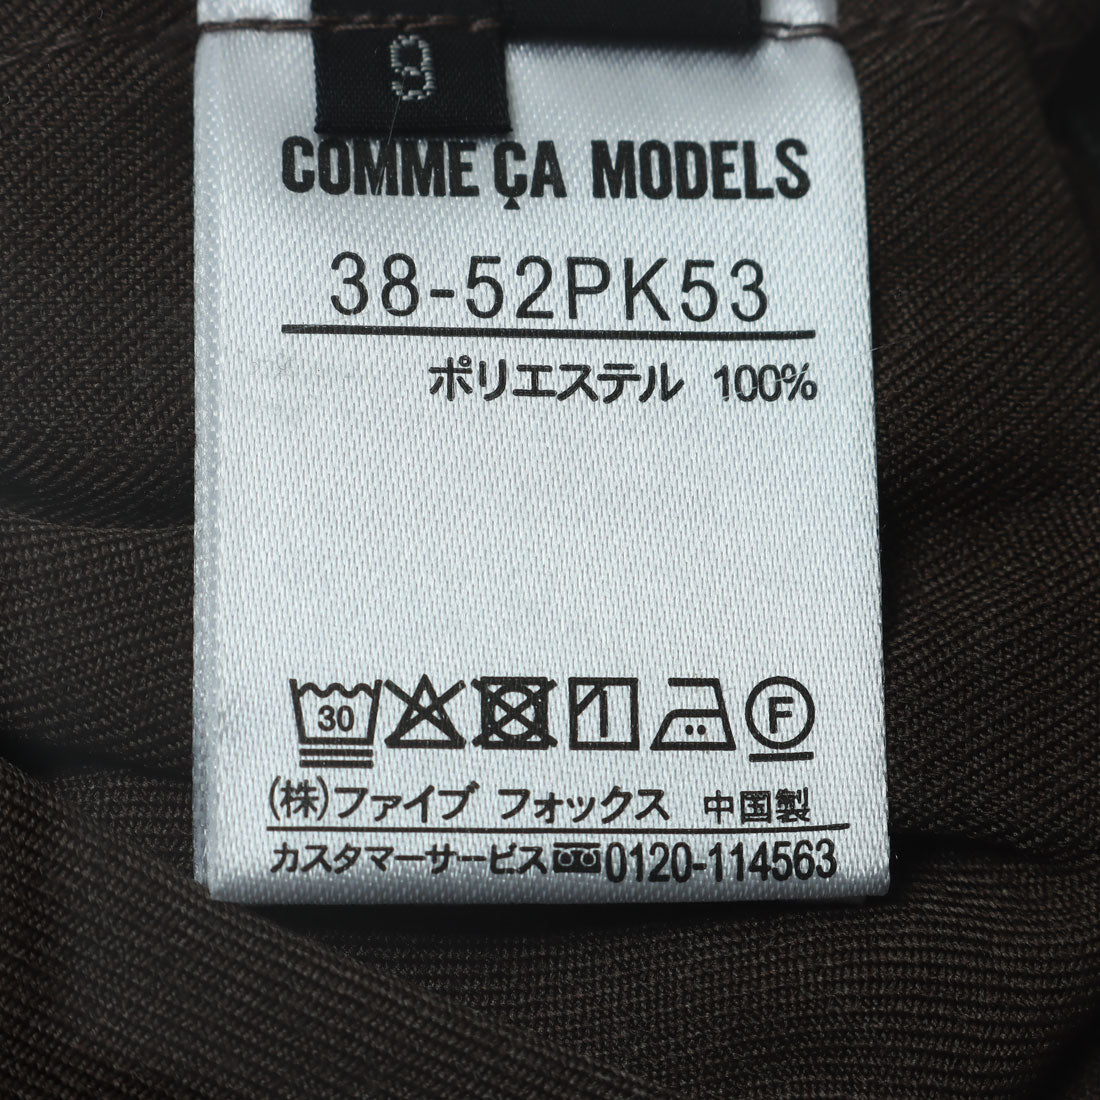 9
COMME ÇA MODELS
38-52PK53
ポリエステル 100%
30 F
(株)ファイブ フォックス 中国製
カスタマーサービス 0120-114563